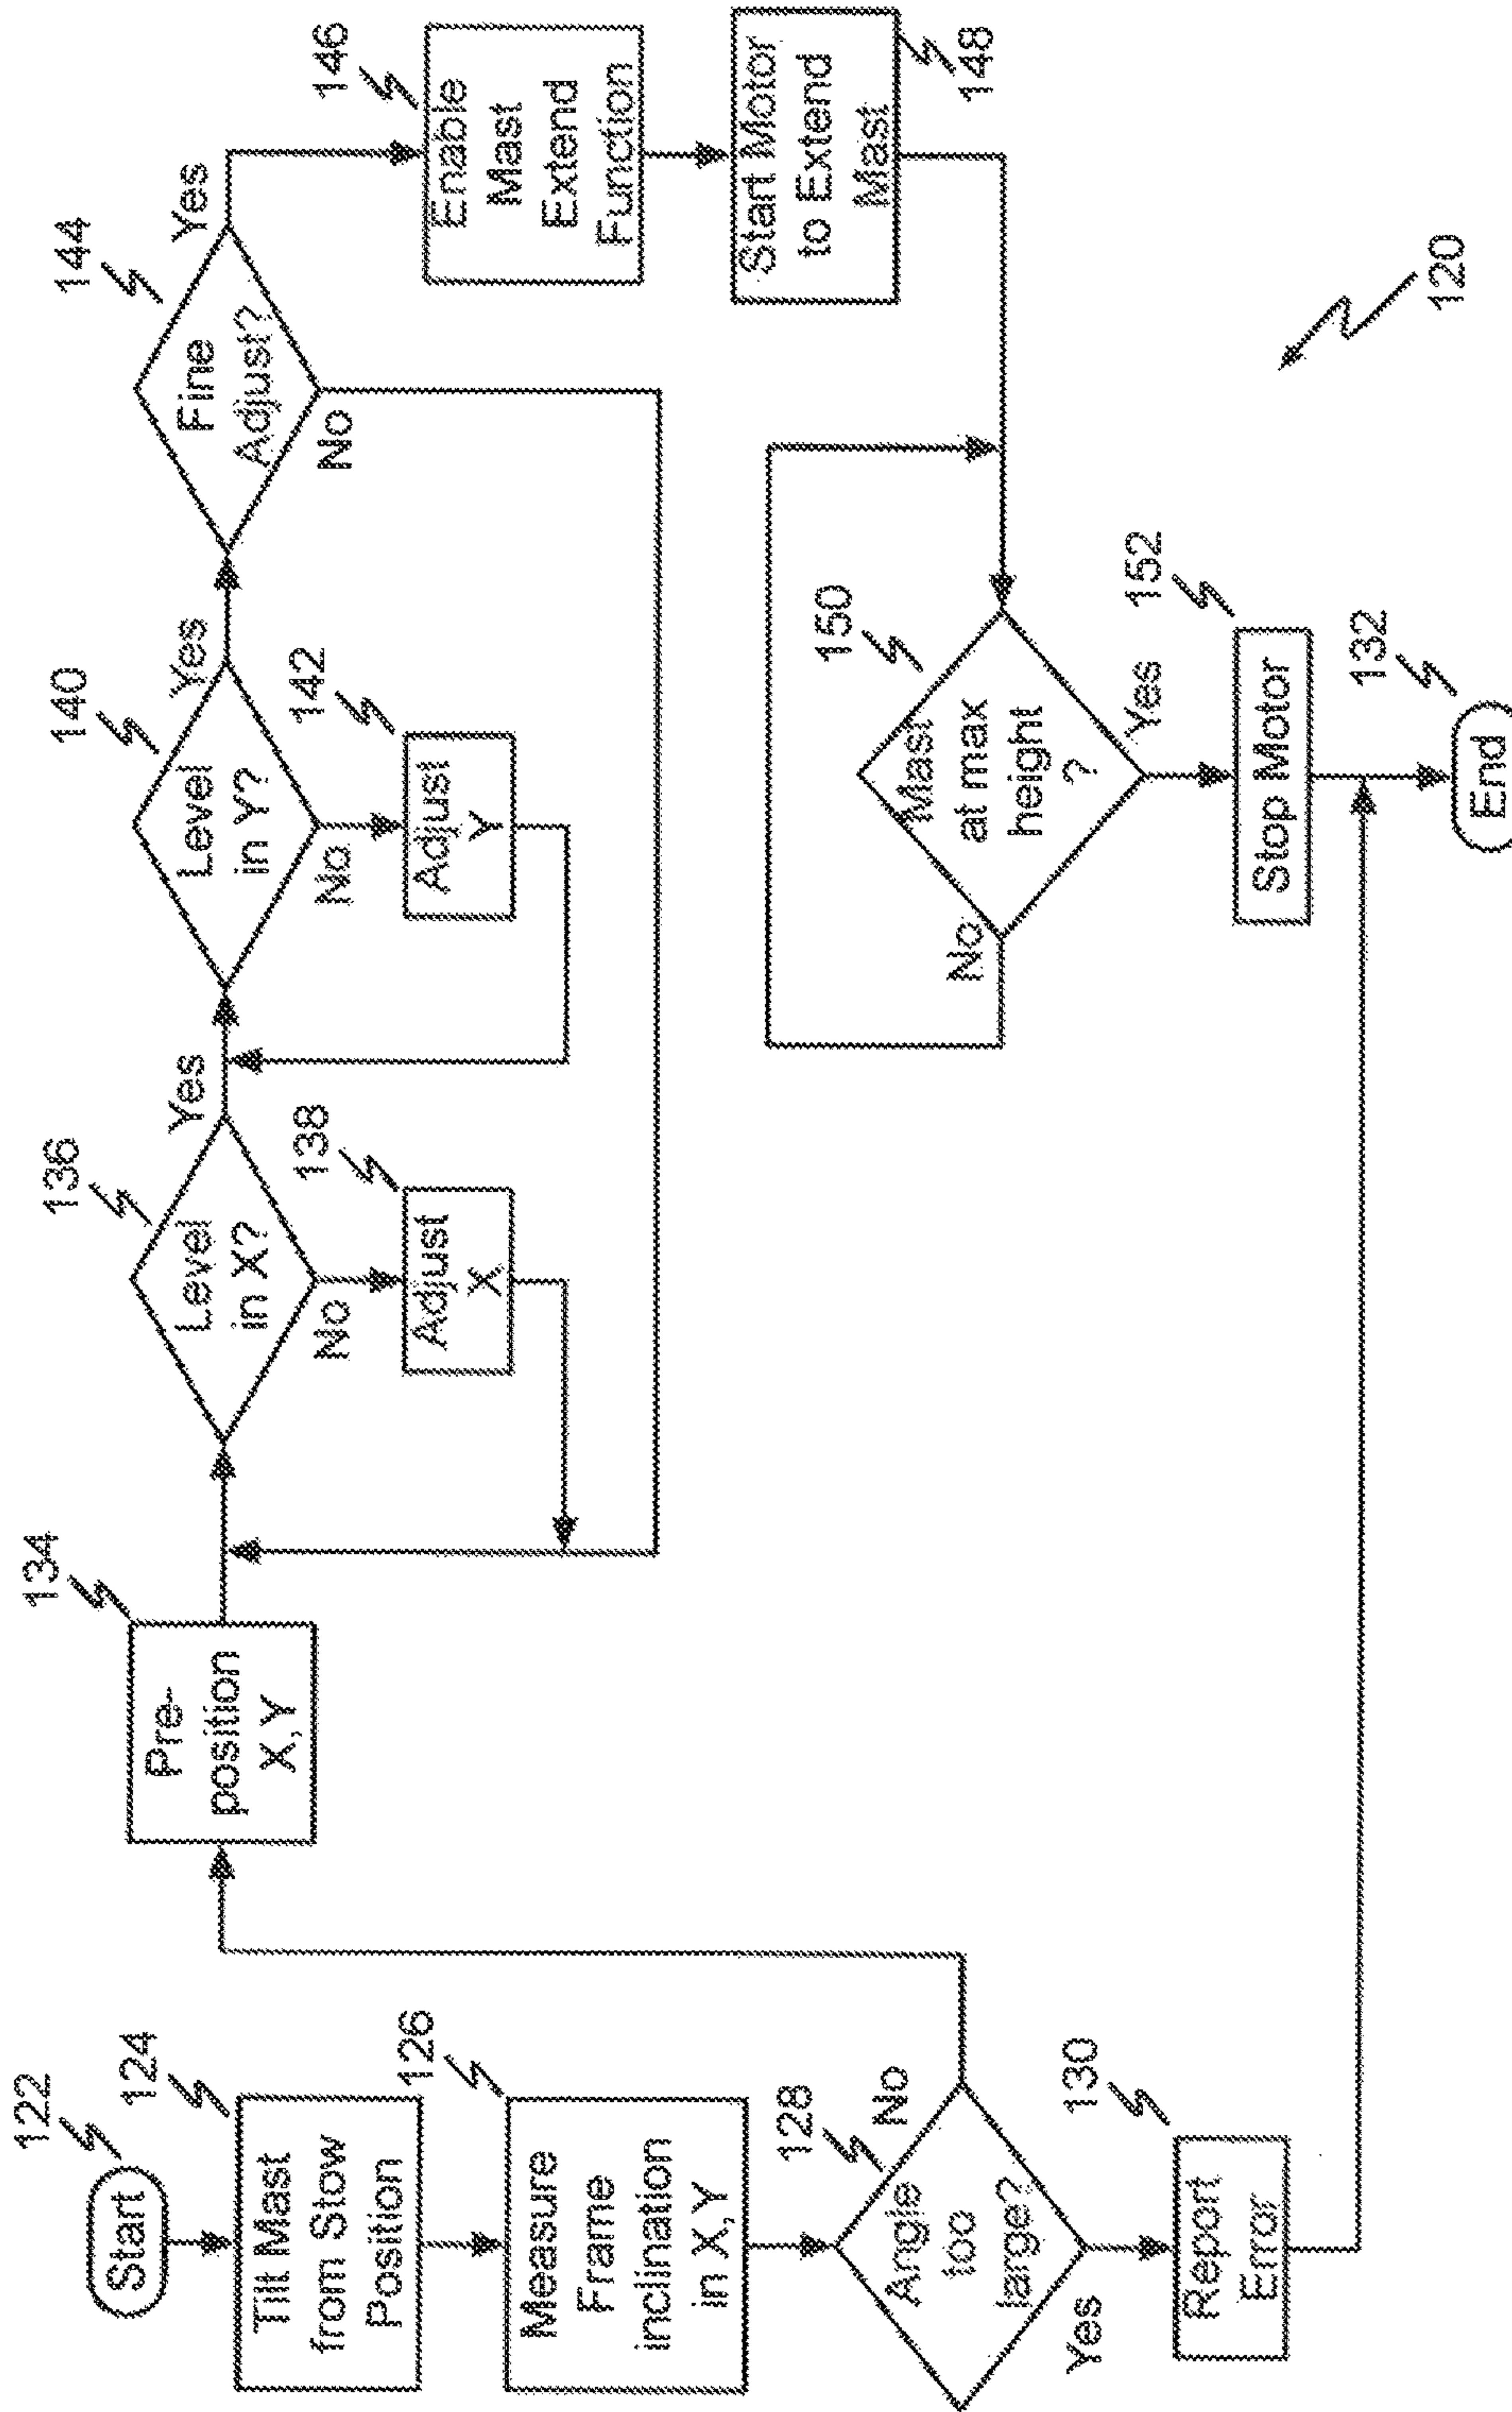 122
Start
124
Tilt Mast
from Stow
Position
126
Measure
Frame
inclination
in X,Y
128
Angle
too
large?
No
Yes
130
Report
Error
134
Pre-
position
X,Y
136
Level
in X?
Yes
No
138
Adjust
X
140
Level
in Y?
Yes
No
142
Adjust
Y
144
Fine
Adjust?
Yes
No
146
Enable
Mast
Extend
Function
Start Motor
to Extend
Mast
148
150
Mast
at max
height
?
No
Yes
152
Stop Motor
132
End
120